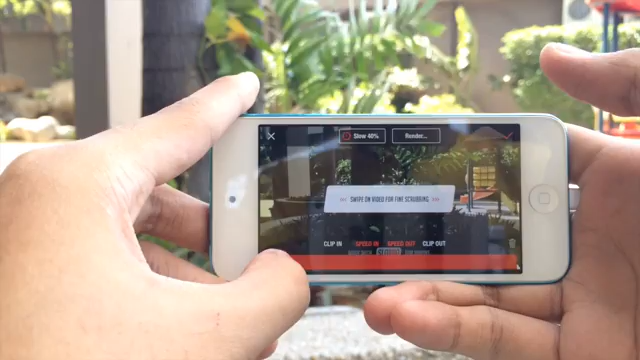 Slow 40% Render...
SWIPE ON VIDEO FOR FINE SCRUBBING
CLIP IN SPEED IN SPEED OUT CLIP OUT